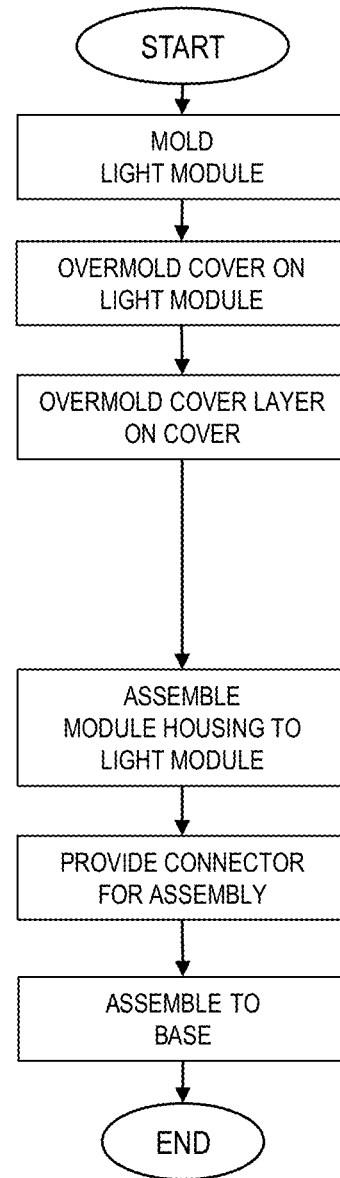 START
MOLD
LIGHT MODULE
OVERMOLD COVER ON
LIGHT MODULE
OVERMOLD COVER LAYER
ON COVER
ASSEMBLE
MODULE HOUSING TO
LIGHT MODULE
PROVIDE CONNECTOR
FOR ASSEMBLY
ASSEMBLE TO
BASE
END